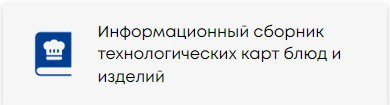 Информационный сборник
технологических карт блюд и
изделий